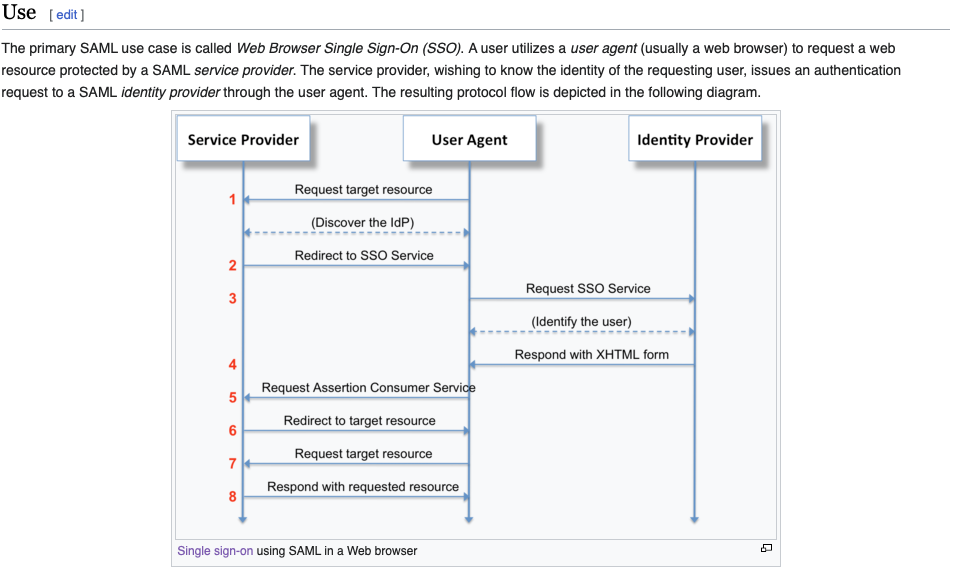 Use [ edit ]
The primary SAML use case is called Web Browser Single Sign-On (SSO). A user utilizes a user agent (usually a web browser) to request a web
resource protected by a SAML service provider. The service provider, wishing to know the identity of the requesting user, issues an authentication
request to a SAML identity provider through the user agent. The resulting protocol flow is depicted in the following diagram.
Service Provider User Agent Identity Provider
Request target resource
1
(Discover the IdP)
Redirect to SSO Service
2
Request SSO Service
3
(Identify the user)
Respond with XHTML form
4
Request Assertion Consumer Service
5
Redirect to target resource
6
Request target resource
7
Respond with requested resource
8
Single sign-on using SAML in a Web browser